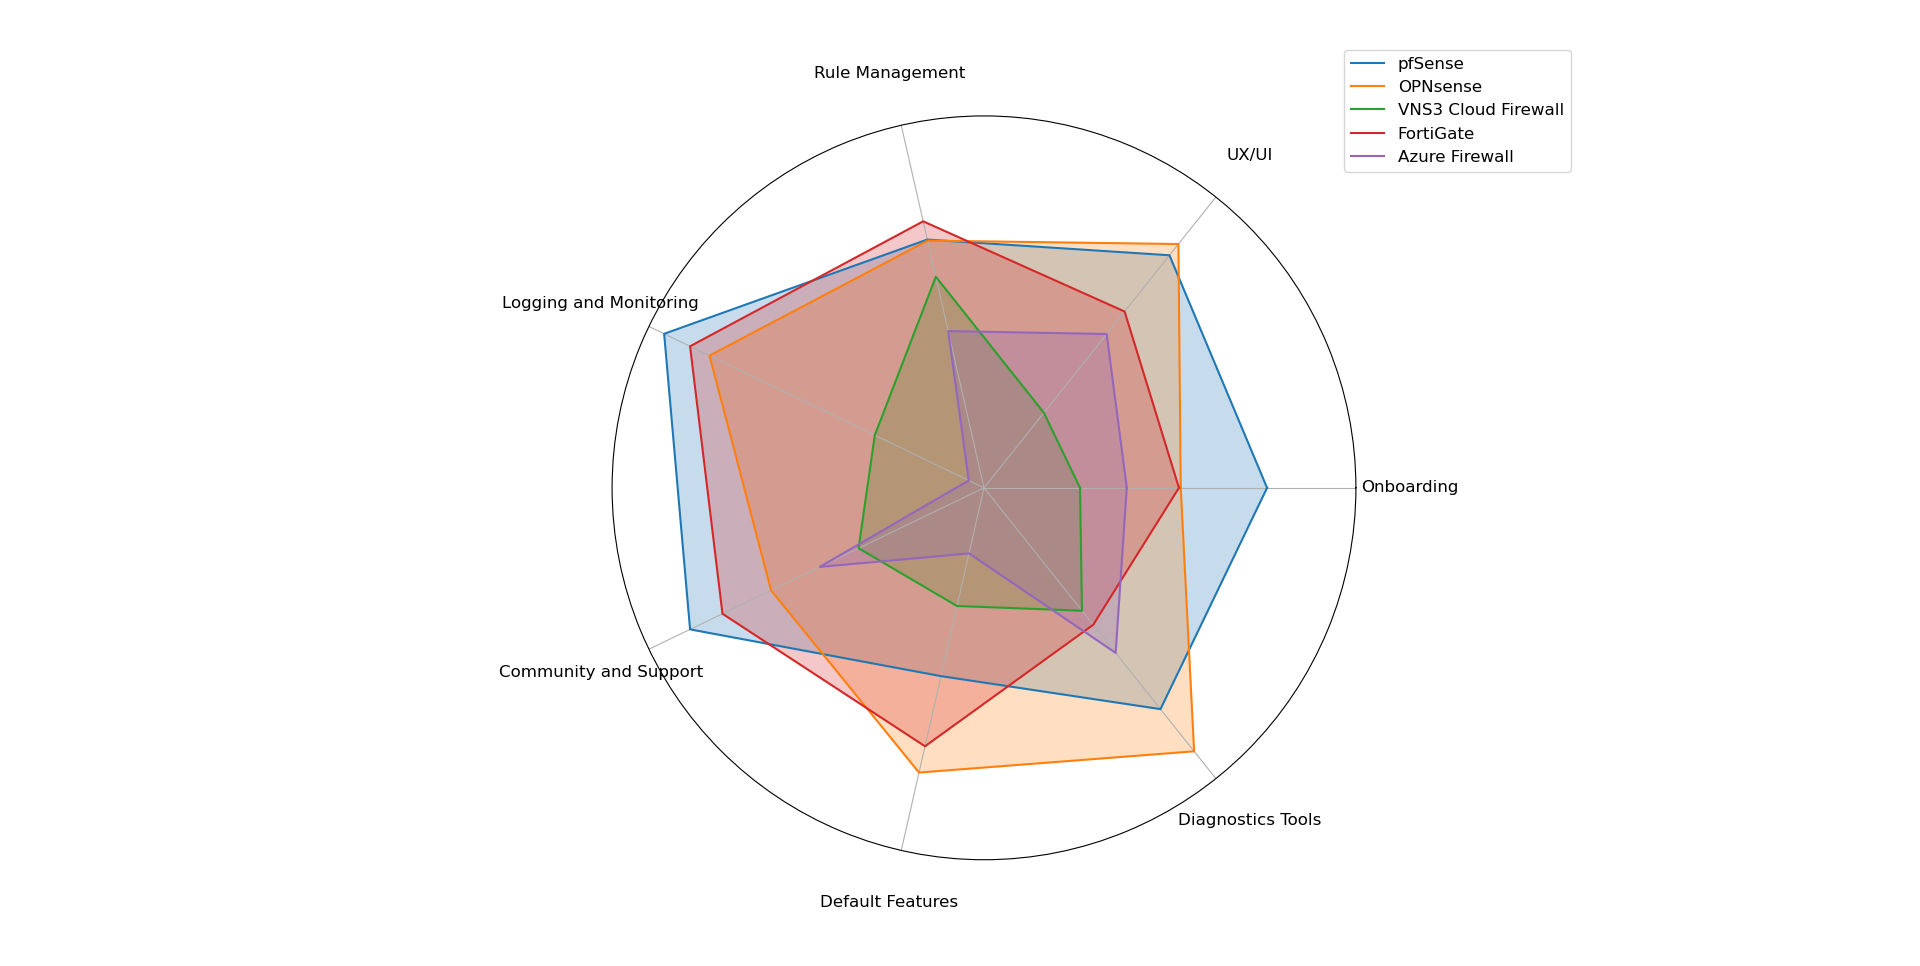 pfSense
OPNsense
VNS3 Cloud Firewall
FortiGate
Azure Firewall
Rule Management
UX/UI
Logging and Monitoring
Onboarding
Community and Support
Diagnostics Tools
Default Features